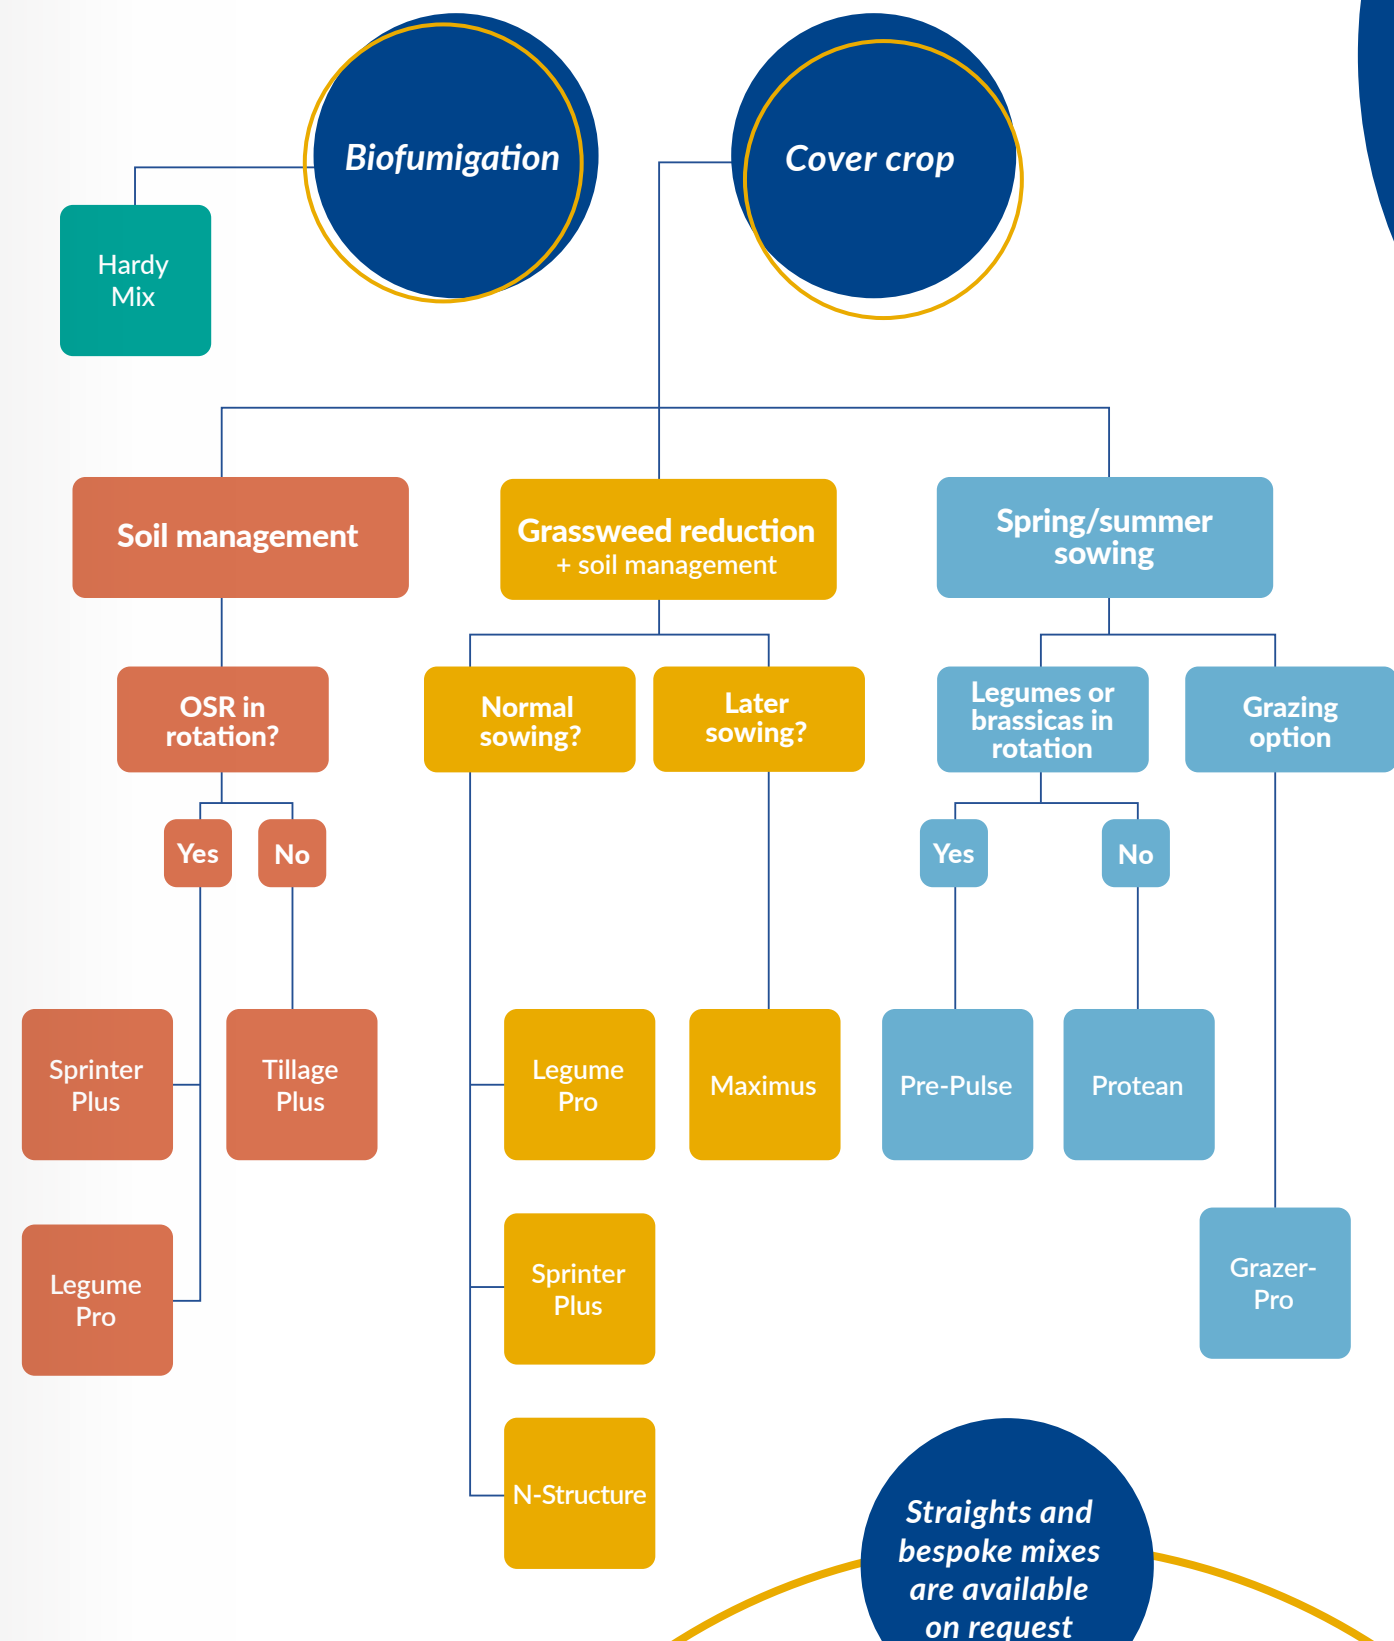 Biofumigation
Cover crop
Hardy
Mix
Soil management
Grassweed reduction
+ soil management
Spring/summer
sowing
OSR in
rotation?
Normal
sowing?
Later
sowing?
Legumes or
brassicas in
rotation
Grazing
option
Yes
No
Yes
No
Sprinter
Plus
Tillage
Plus
Legume
Pro
Maximus
Pre-Pulse
Protean
Legume
Pro
Sprinter
Plus
Grazer-
Pro
N-Structure
Straights and
bespoke mixes
are available
on request